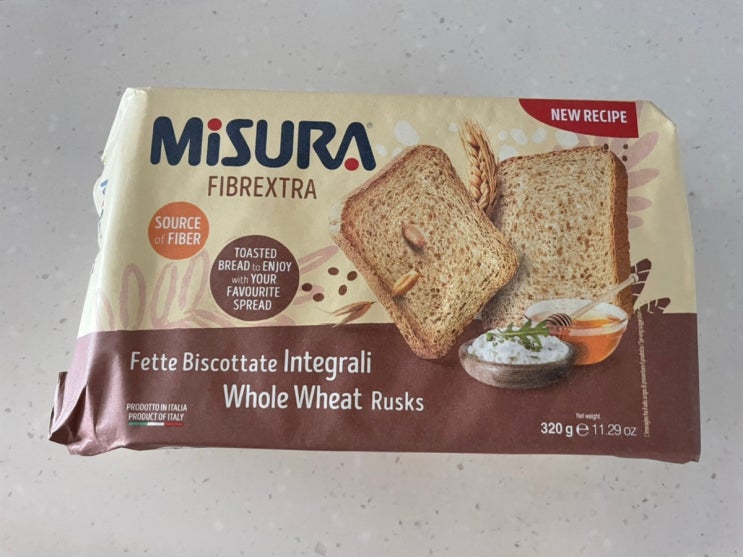 MiSURA®
FIBREXTRA
NEW RECIPE
SOURCE
of FIBER
TOASTED
BREAD to ENJOY
with YOUR
FAVOURITE
SPREAD
Fette Biscottate Integrali
Whole Wheat Rusks
PRODOTTO IN ITALIA
PRODUCT OF ITALY
Net weight
320 g ℮ 11.29 oz